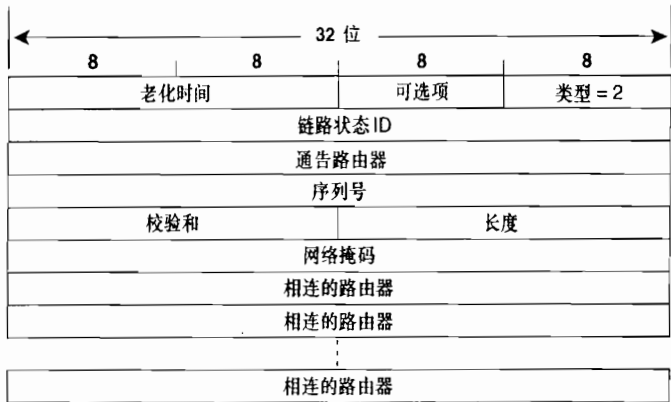 32 位
8 8 8 8
老化时间 可选项 类型 = 2
链路状态 ID
通告路由器
序列号
校验和 长度
网络掩码
相连的路由器
相连的路由器
相连的路由器